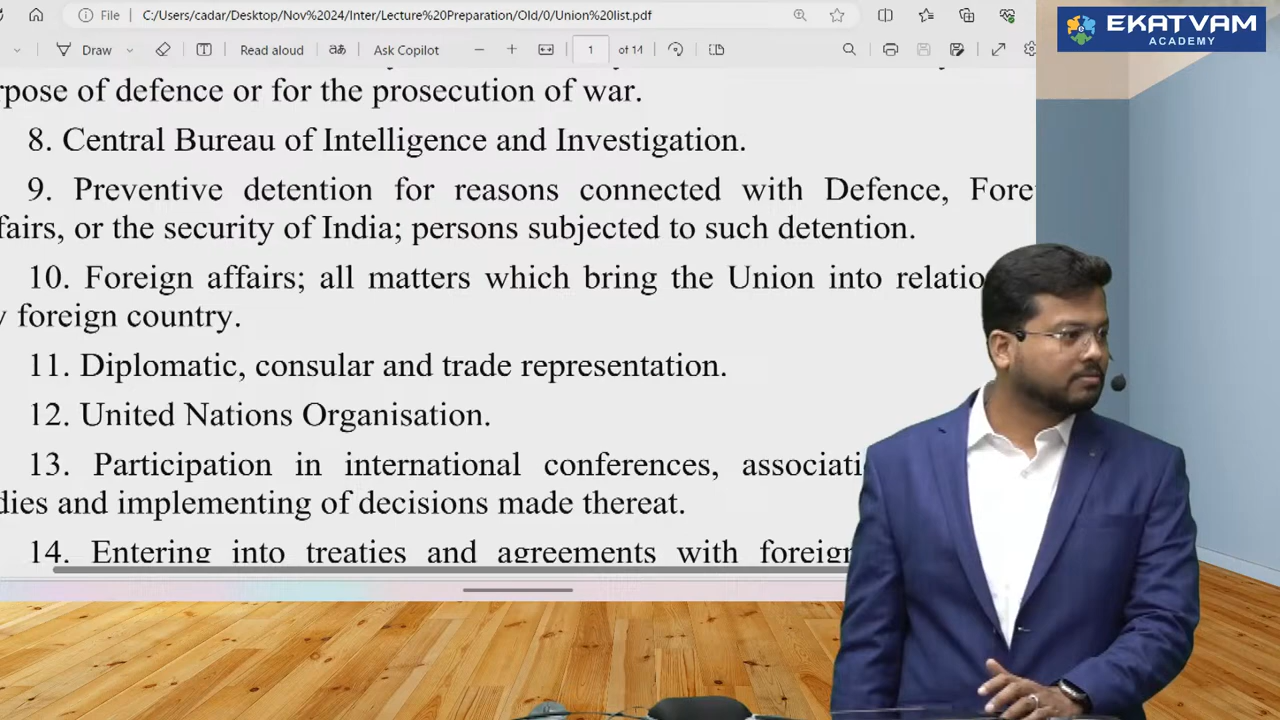 File C:/Users/cadar/Desktop/Nov%2024/Inter/Lecture%20Preparation/Old/0/Union%20list.pdf
Draw Read aloud aあ Ask Copilot 1 of 14
EKATVAM
ACADEMY
rpose of defence or for the prosecution of war.
8. Central Bureau of Intelligence and Investigation.
9. Preventive detention for reasons connected with Defence, Fore
fairs, or the security of India; persons subjected to such detention.
10. Foreign affairs; all matters which bring the Union into relatio
y foreign country.
11. Diplomatic, consular and trade representation.
12. United Nations Organisation.
13. Participation in international conferences, associati
dies and implementing of decisions made thereat.
14. Entering into treaties and agreements with foreign